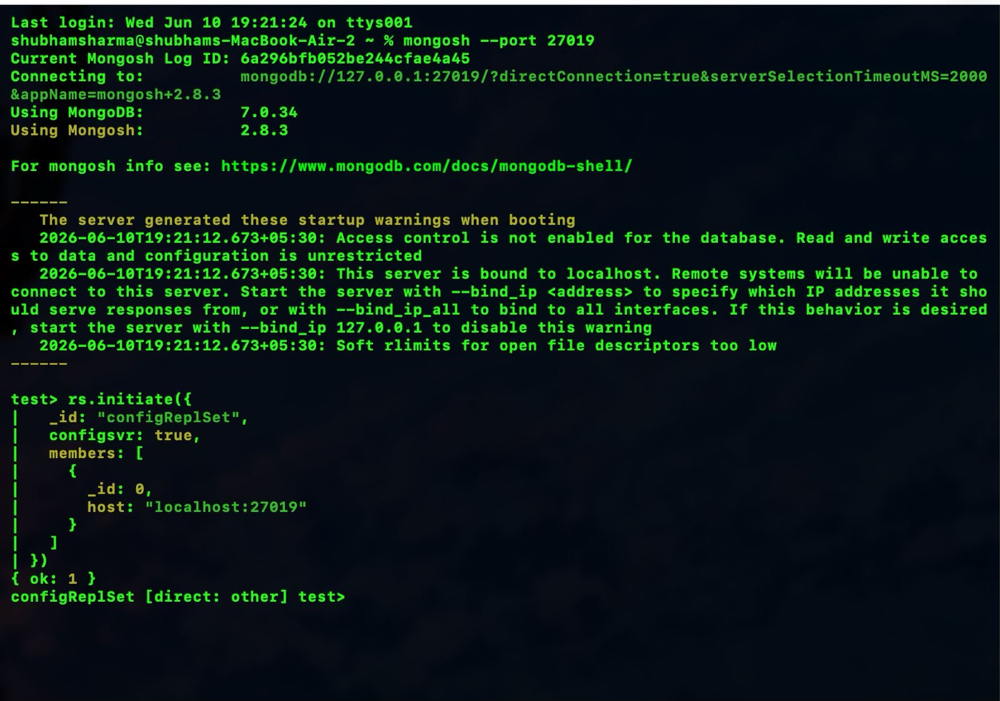 Last login: Wed Jun 10 19:21:24 on ttys001
shubhamsharma@shubhams-MacBook-Air-2 ~ % mongosh --port 27019
Current Mongosh Log ID: 6a296bfb052be244cfae4a45
Connecting to:          mongodb://127.0.0.1:27019/?directConnection=true&serverSelectionTimeoutMS=2000
&appName=mongosh+2.8.3
Using MongoDB:          7.0.34
Using Mongosh:          2.8.3

For mongosh info see: https://www.mongodb.com/docs/mongodb-shell/

------
   The server generated these startup warnings when booting
   2026-06-10T19:21:12.673+05:30: Access control is not enabled for the database. Read and write acces
s to data and configuration is unrestricted
   2026-06-10T19:21:12.673+05:30: This server is bound to localhost. Remote systems will be unable to
connect to this server. Start the server with --bind_ip <address> to specify which IP addresses it sho
uld serve responses from, or with --bind_ip_all to bind to all interfaces. If this behavior is desired
, start the server with --bind_ip 127.0.0.1 to disable this warning
   2026-06-10T19:21:12.673+05:30: Soft rlimits for open file descriptors too low
------

test> rs.initiate({
|   _id: "configReplSet",
|   configsvr: true,
|   members: [
|     {
|       _id: 0,
|       host: "localhost:27019"
|     }
|   ]
| })
{ ok: 1 }
configReplSet [direct: other] test>